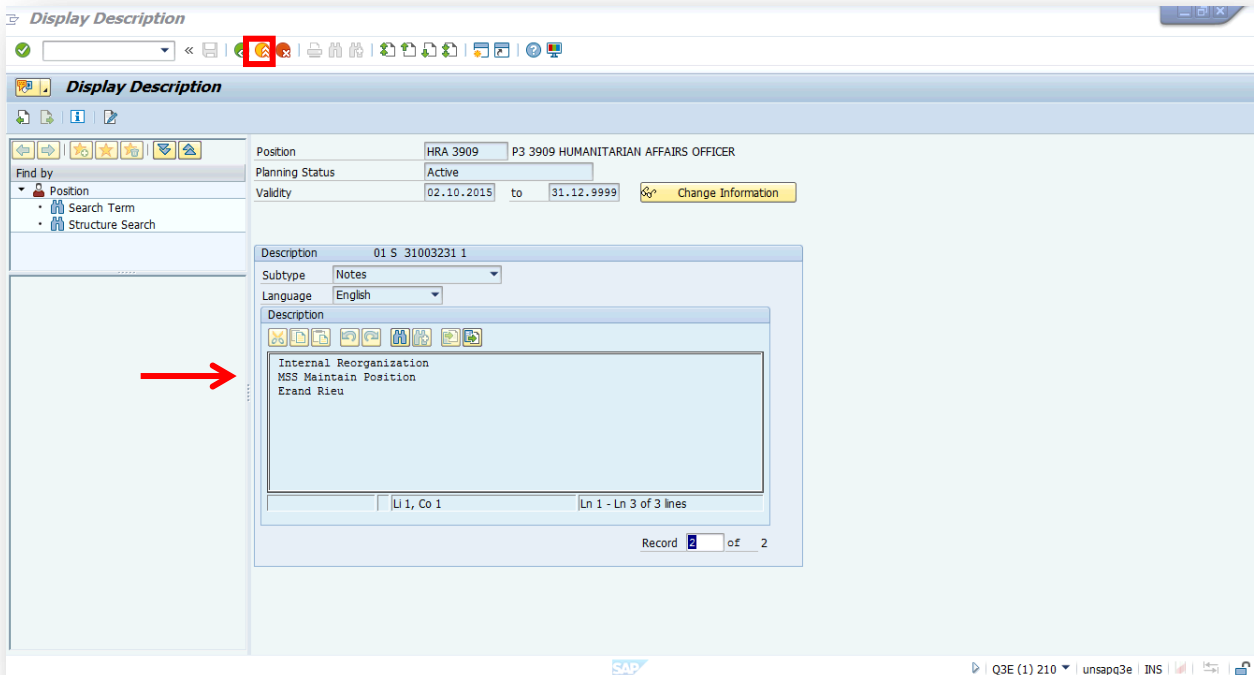 Display Description
Display Description
Find by
Position
Search Term
Structure Search
Position HRA 3909 P3 3909 HUMANITARIAN AFFAIRS OFFICER
Planning Status Active
Validity 02.10.2015 to 31.12.9999 Change Information
Description 01 S 31003231 1
Subtype Notes
Language English
Description
Internal Reorganization
MSS Maintain Position
Erand Rieu
Li 1, Co 1 Ln 1 - Ln 3 of 3 lines
Record 2 of 2
SAP
Q3E (1) 210 unsapq3e INS